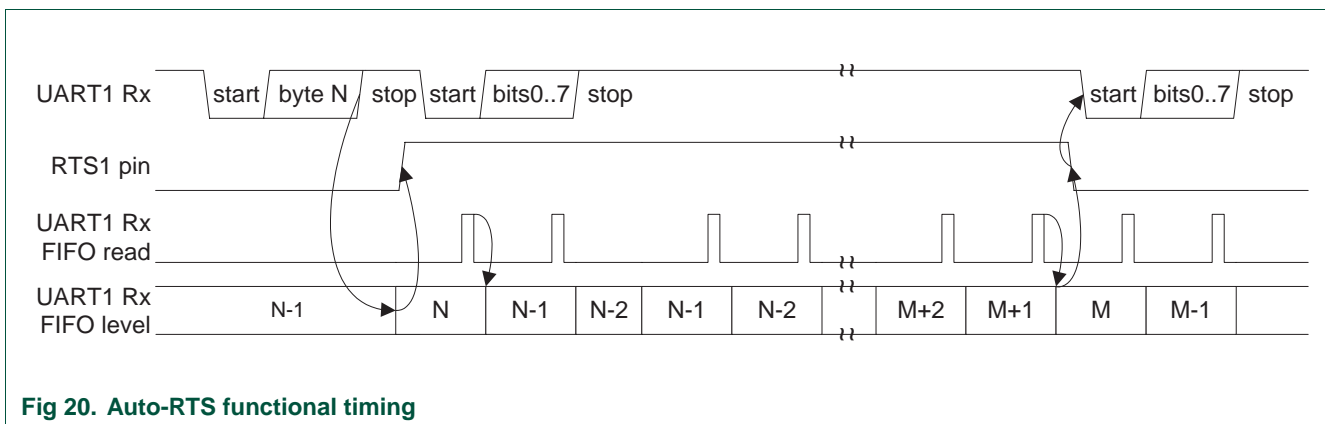 UART1 Rx start byte N stop start bits0..7 stop start bits0..7 stop
RTS1 pin
UART1 Rx
FIFO read
UART1 Rx
FIFO level
N-1 N N-1 N-2 N-1 N-2 M+2 M+1 M M-1
Fig 20. Auto-RTS functional timing